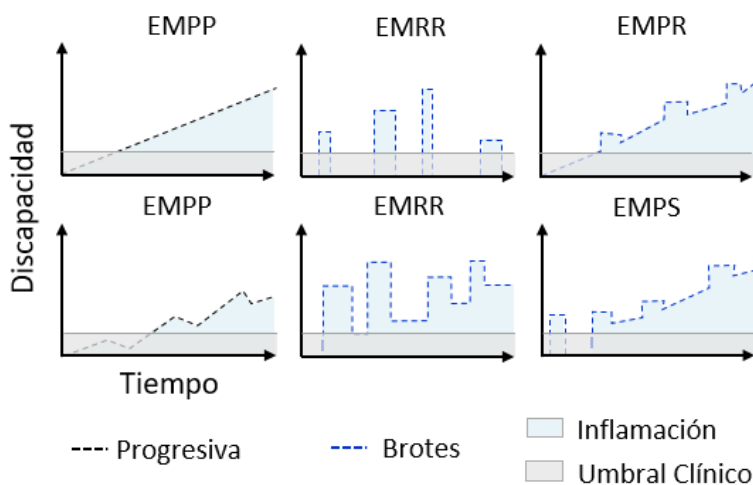 EMPP
EMRR
EMPR
Discapacidad
EMPP
EMRR
EMPS
Tiempo
Progresiva
Brotes
Inflamación
Umbral Clínico